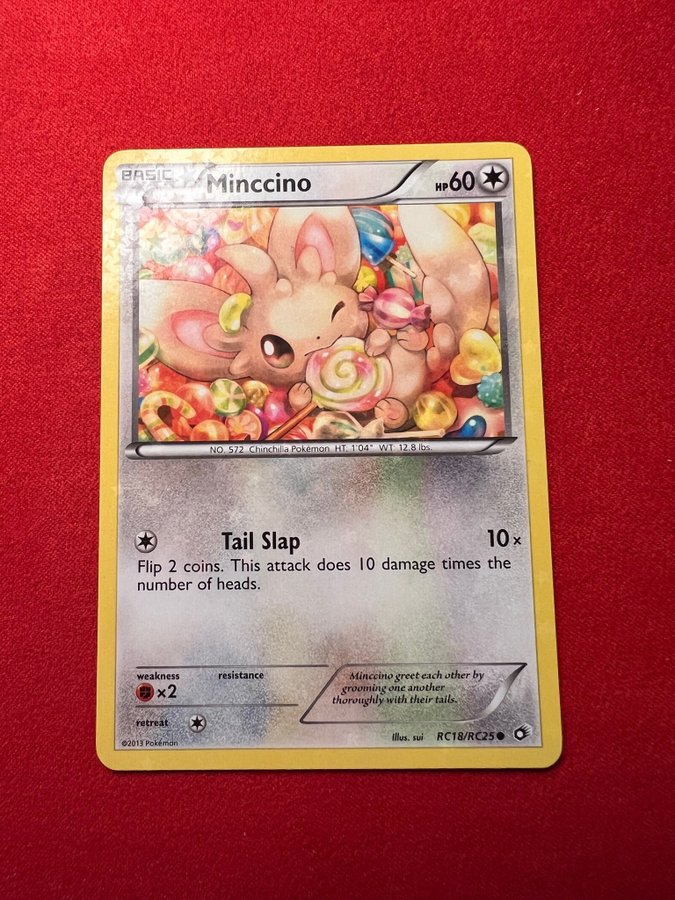 BASIC
Minccino HP60
NO. 572 Chinchilla Pokémon HT: 1'04" WT: 12.8 lbs.
Tail Slap 10×
Flip 2 coins. This attack does 10 damage times the
number of heads.
weakness resistance
×2
retreat
Minccino greet each other by
grooming one another
thoroughly with their tails.
©2013 Pokémon Illus. sui RC18/RC25